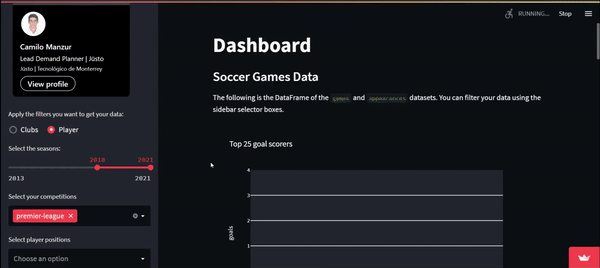 Camilo Manzur
Lead Demand Planner | Jüsto
Jüsto | Tecnológico de Monterrey
View profile
Apply the filters you want to get your data:
Clubs
Player
Select the seasons:
2018
2021
2013
2021
Select your competitions
premier-league
Select player positions
Choose an option
RUNNING...
Stop
Dashboard
Soccer Games Data
The following is the DataFrame of the games and appearances datasets. You can filter your data using the
sidebar selector boxes.
Top 25 goal scorers
4
3
2
1
goals